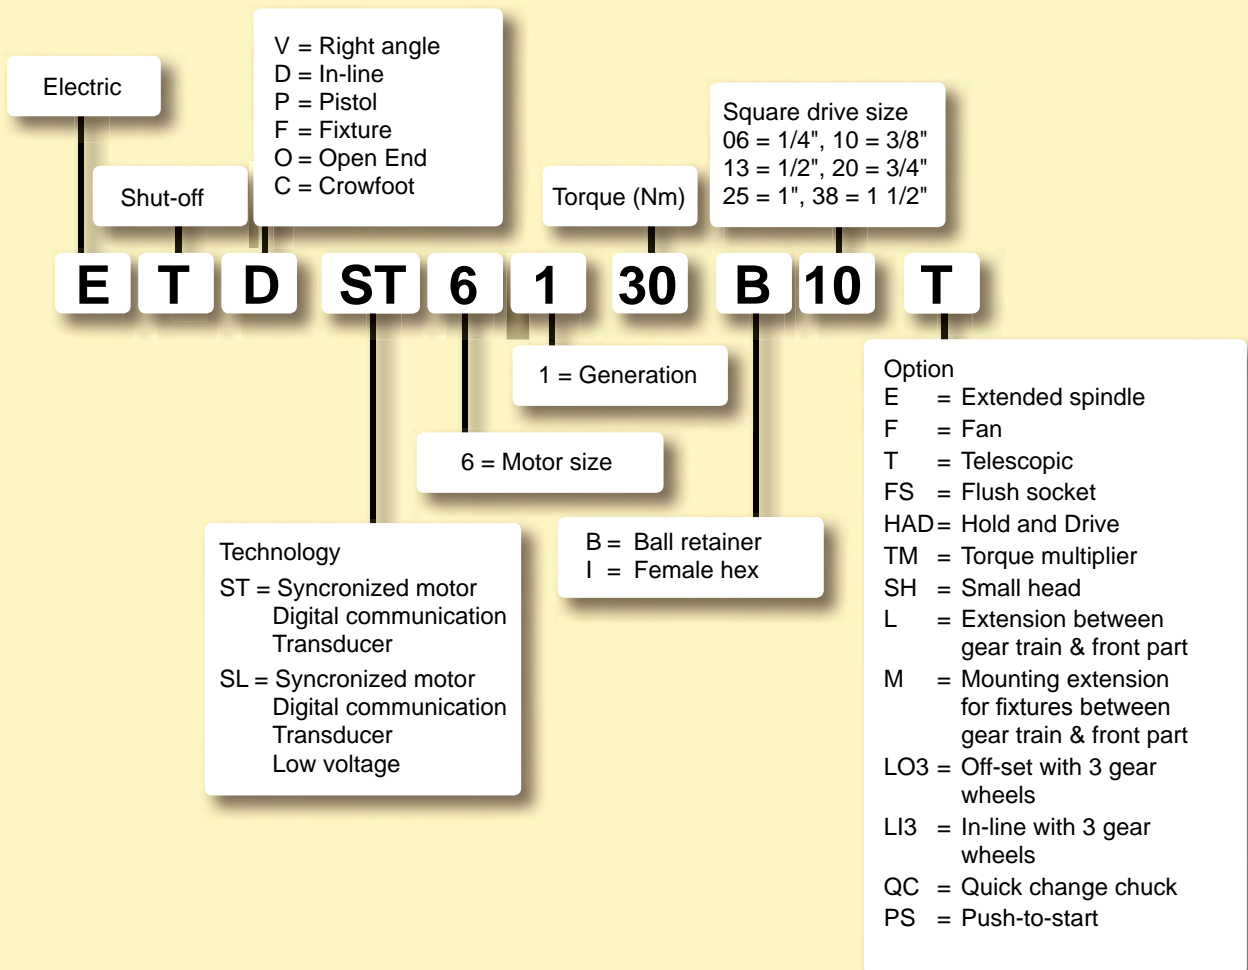 V = Right angle
D = In-line
P = Pistol
F = Fixture
O = Open End
C = Crowfoot
Electric
Shut-off
Torque (Nm)
Square drive size
06 = 1/4", 10 = 3/8"
13 = 1/2", 20 = 3/4"
25 = 1", 38 = 1 1/2"
E T D ST 6 1 30 B 10 T
1 = Generation
6 = Motor size
B = Ball retainer
I = Female hex
Technology
ST = Syncronized motor
Digital communication
Transducer
SL = Syncronized motor
Digital communication
Transducer
Low voltage
Option
E = Extended spindle
F = Fan
T = Telescopic
FS = Flush socket
HAD = Hold and Drive
TM = Torque multiplier
SH = Small head
L = Extension between
gear train & front part
M = Mounting extension
for fixtures between
gear train & front part
LO3 = Off-set with 3 gear
wheels
LI3 = In-line with 3 gear
wheels
QC = Quick change chuck
PS = Push-to-start